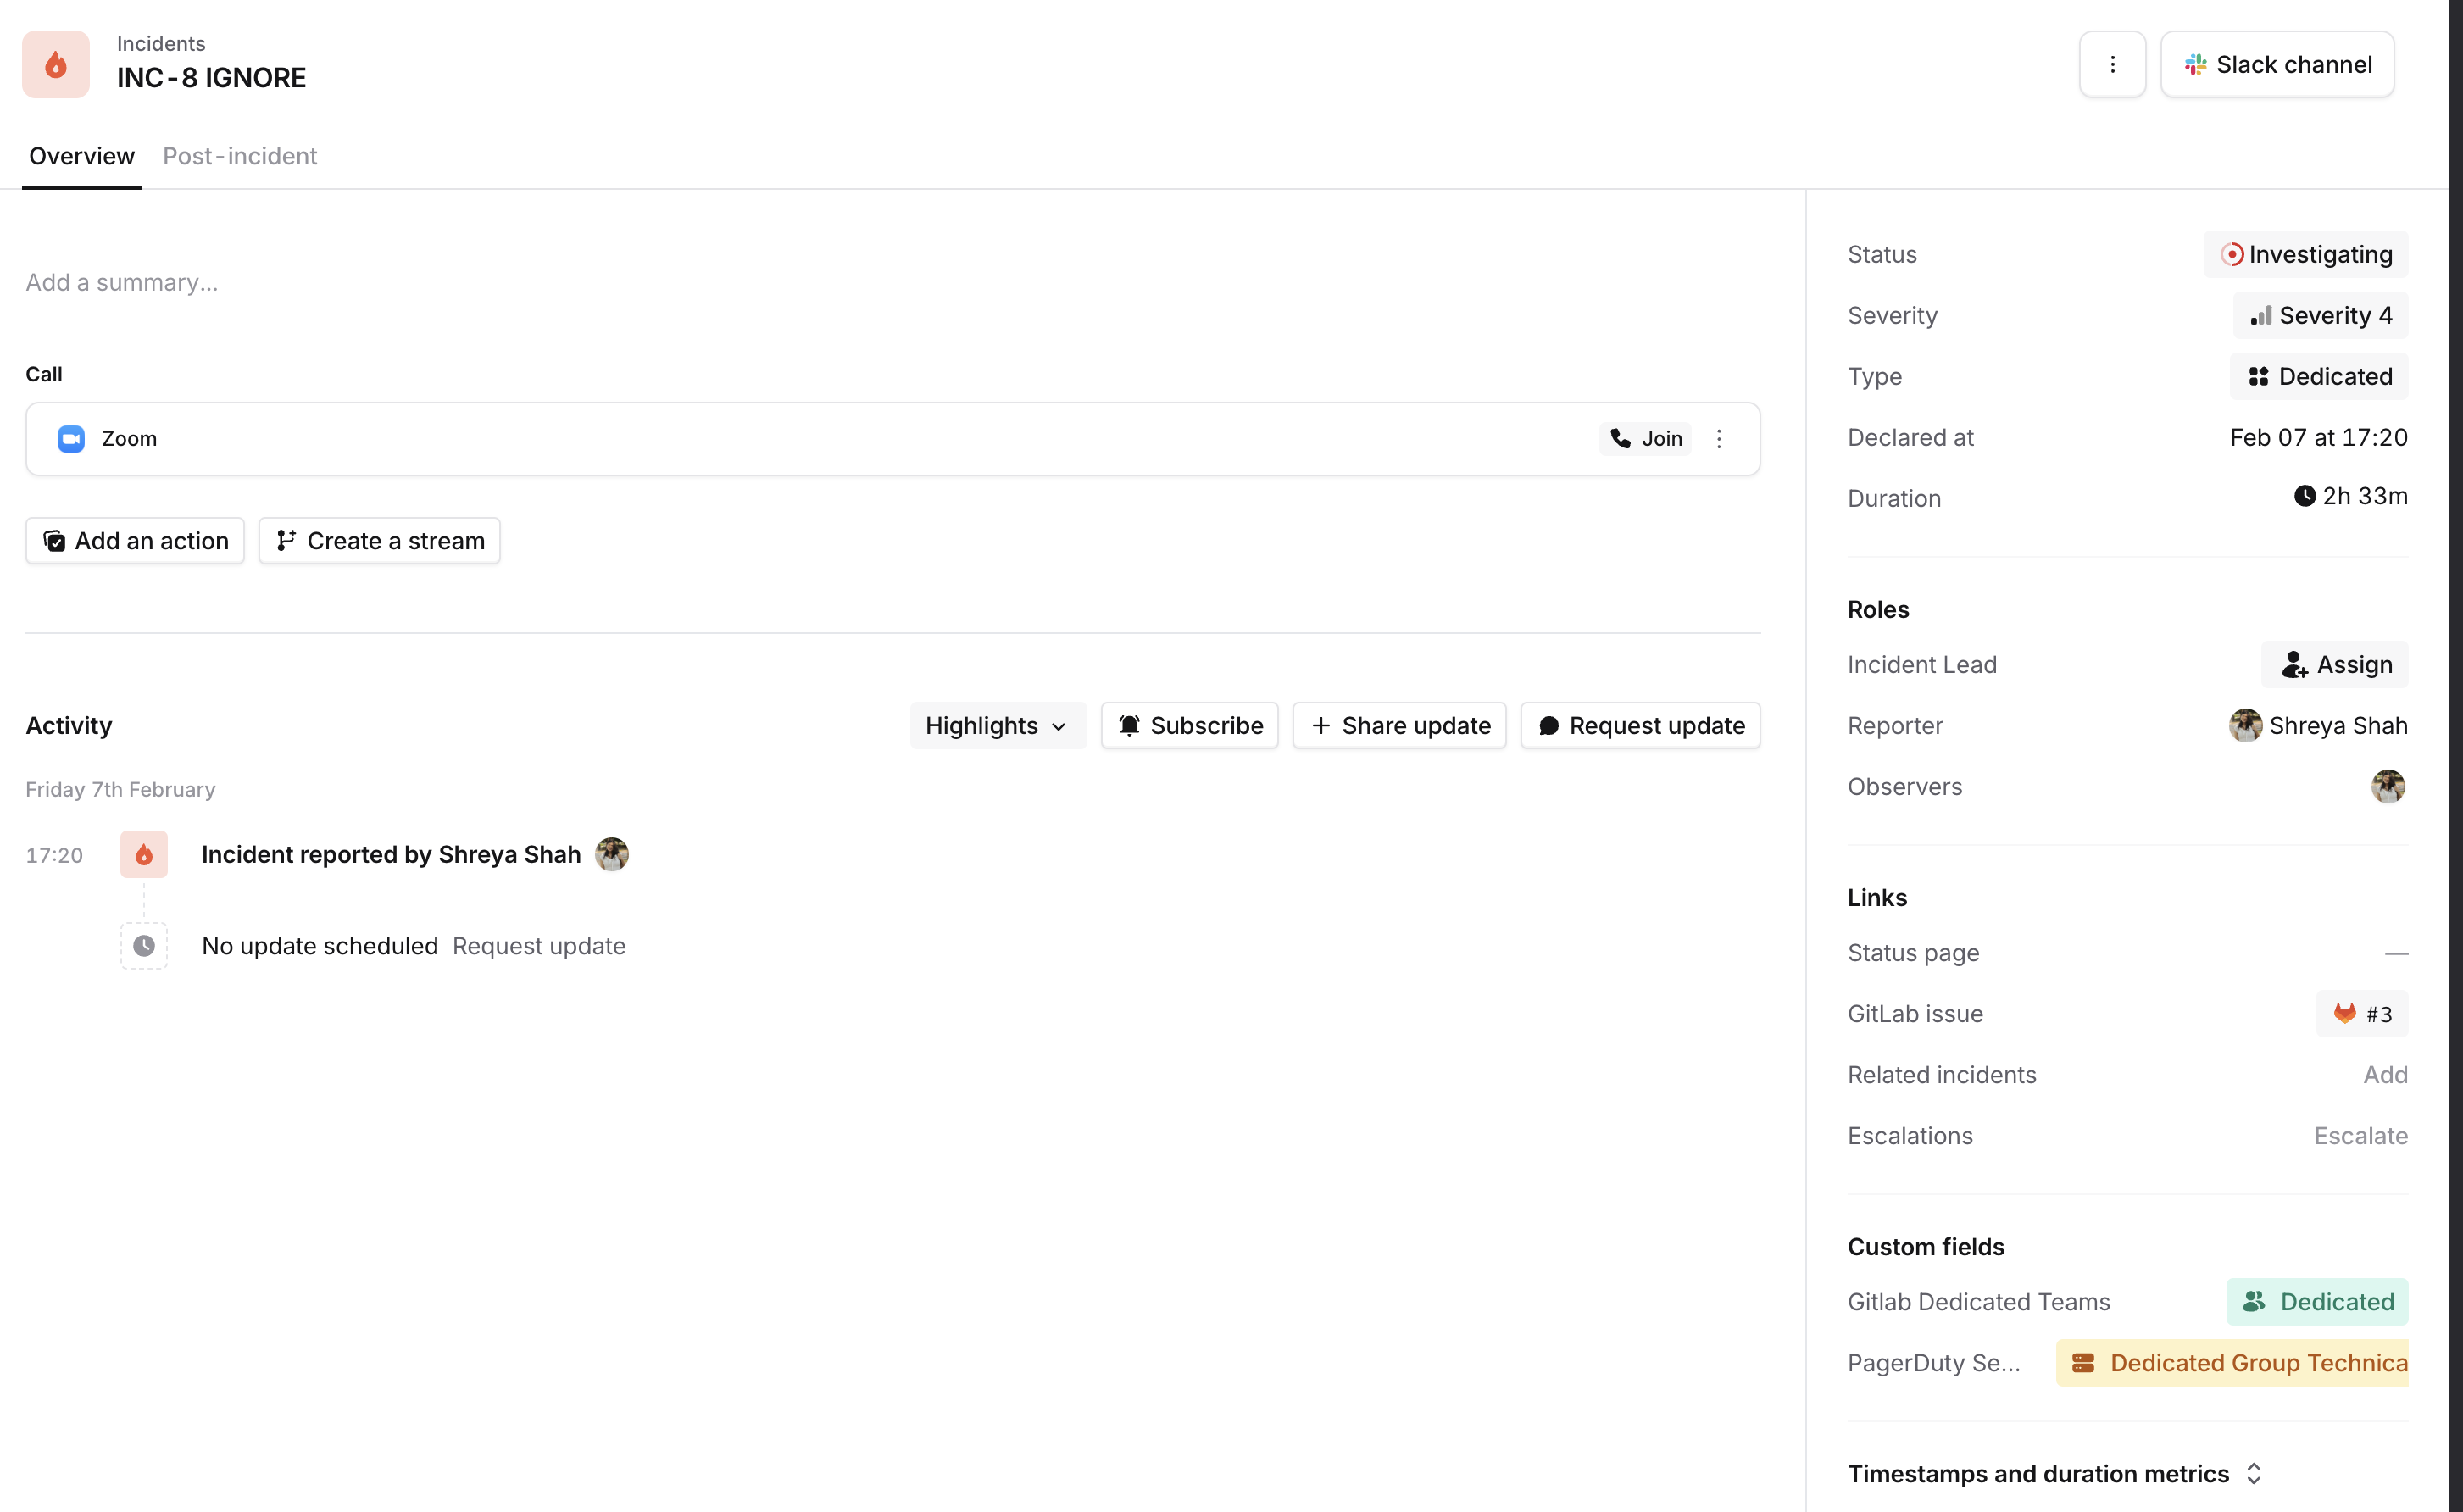 Incidents
INC-8 IGNORE
Slack channel
Overview
Post-incident
Add a summary...
Call
Zoom
Join
Add an action
Create a stream
Activity
Highlights
Subscribe
Share update
Request update
Friday 7th February
17:20
Incident reported by Shreya Shah
No update scheduled Request update
Status
Investigating
Severity
Severity 4
Type
Dedicated
Declared at
Feb 07 at 17:20
Duration
2h 33m
Roles
Incident Lead
Assign
Reporter
Shreya Shah
Observers
Links
Status page
—
GitLab issue
#3
Related incidents
Add
Escalations
Escalate
Custom fields
Gitlab Dedicated Teams
Dedicated
PagerDuty Se...
Dedicated Group Technica
Timestamps and duration metrics